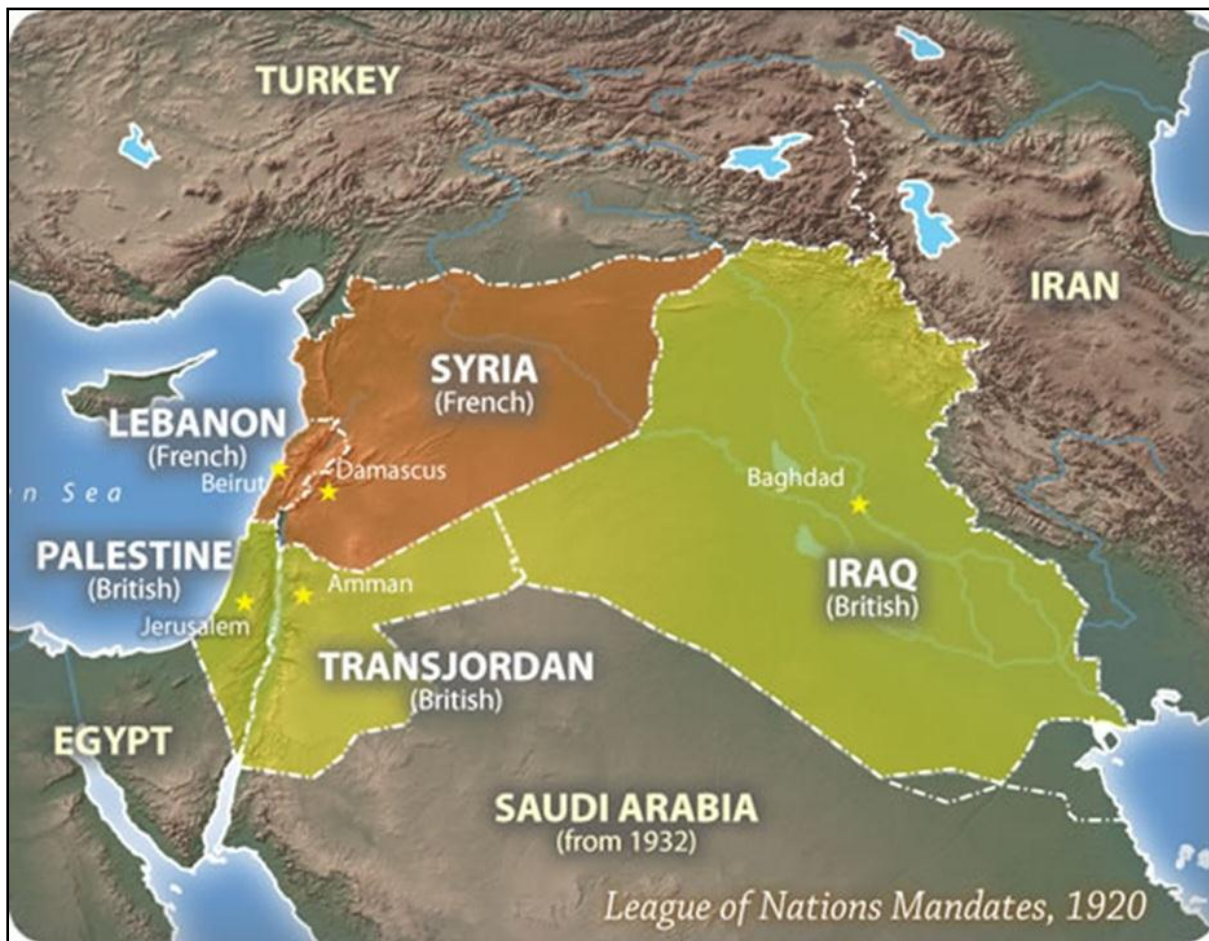 TURKEY
IRAN
SYRIA
(French)
LEBANON
(French)
Beirut
Damascus
n Sea
Baghdad
PALESTINE
(British)
Amman
IRAQ
(British)
Jerusalem
TRANSJORDAN
(British)
EGYPT
SAUDI ARABIA
(from 1932)
League of Nations Mandates, 1920